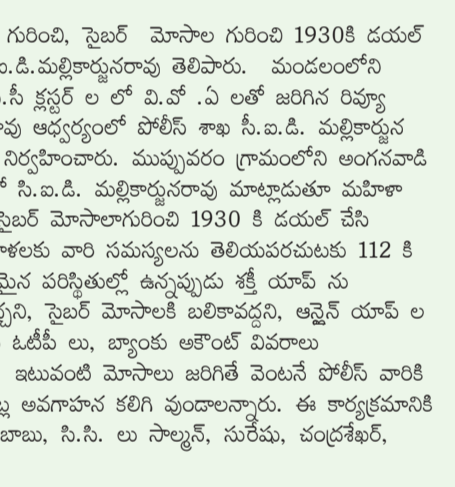 గురించి, సైబర్ మోసాల గురించి 1930కి డయల్
ఐ.డి.మల్లికార్జునరావు తెలిపారు. మండలంలోని
.సీ క్లస్టర్ ల లో వి.వో .ఏ లతో జరిగిన రివ్యూ
ఆధ్వర్యంలో పోలీస్ శాఖ సీ.ఐ.డి. మల్లికార్జున
నిర్వహించారు. ముప్పవరం గ్రామంలోని అంగనవాడి
సి.ఐ.డి. మల్లికార్జునరావు మాట్లాడుతూ మహిళా
సైబర్ మోసాలాగురించి 1930 కి డయల్ చేసి
వారి సమస్యలను తెలియపరచుటకు 112 కి
పరిస్థితుల్లో ఉన్నప్పుడు శక్తీ యాప్ ను
సైబర్ మోసాలకి బలికావద్దని, ఆన్లైన్ యాప్ ల
ఓటీపీ లు, బ్యాంకు అకౌంట్ వివరాలు
ఇటువంటి మోసాలు జరిగితే వెంటనే పోలీస్ వారికి
అవగాహన కలిగి వుండాలన్నారు. ఈ కార్యక్రమానికి
బాబు, సి.సి. లు సాల్మన్, సురేషు, చంద్రశేఖర్,